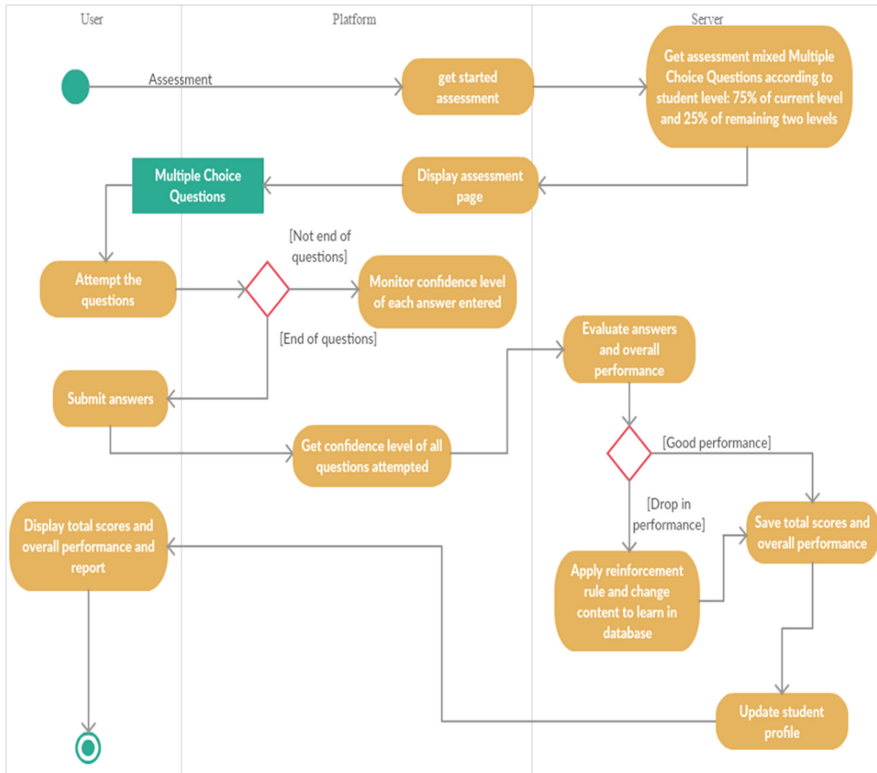 User
Platform
Server
Assessment
get started
assessment
Get assessment mixed Multiple
Choice Questions according to
student level: 75% of current level
and 25% of remaining two levels
Multiple Choice
Questions
Display assessment
page
[Not end of
questions]
Attempt the
questions
Monitor confidence level
of each answer entered
[End of questions]
Evaluate answers
and overall
performance
Submit answers
Get confidence level of all
questions attempted
[Good performance]
[Drop in
performance]
Display total scores and
overall performance and
report
Save total scores and
overall performance
Apply reinforcement
rule and change
content to learn in
database
Update student
profile